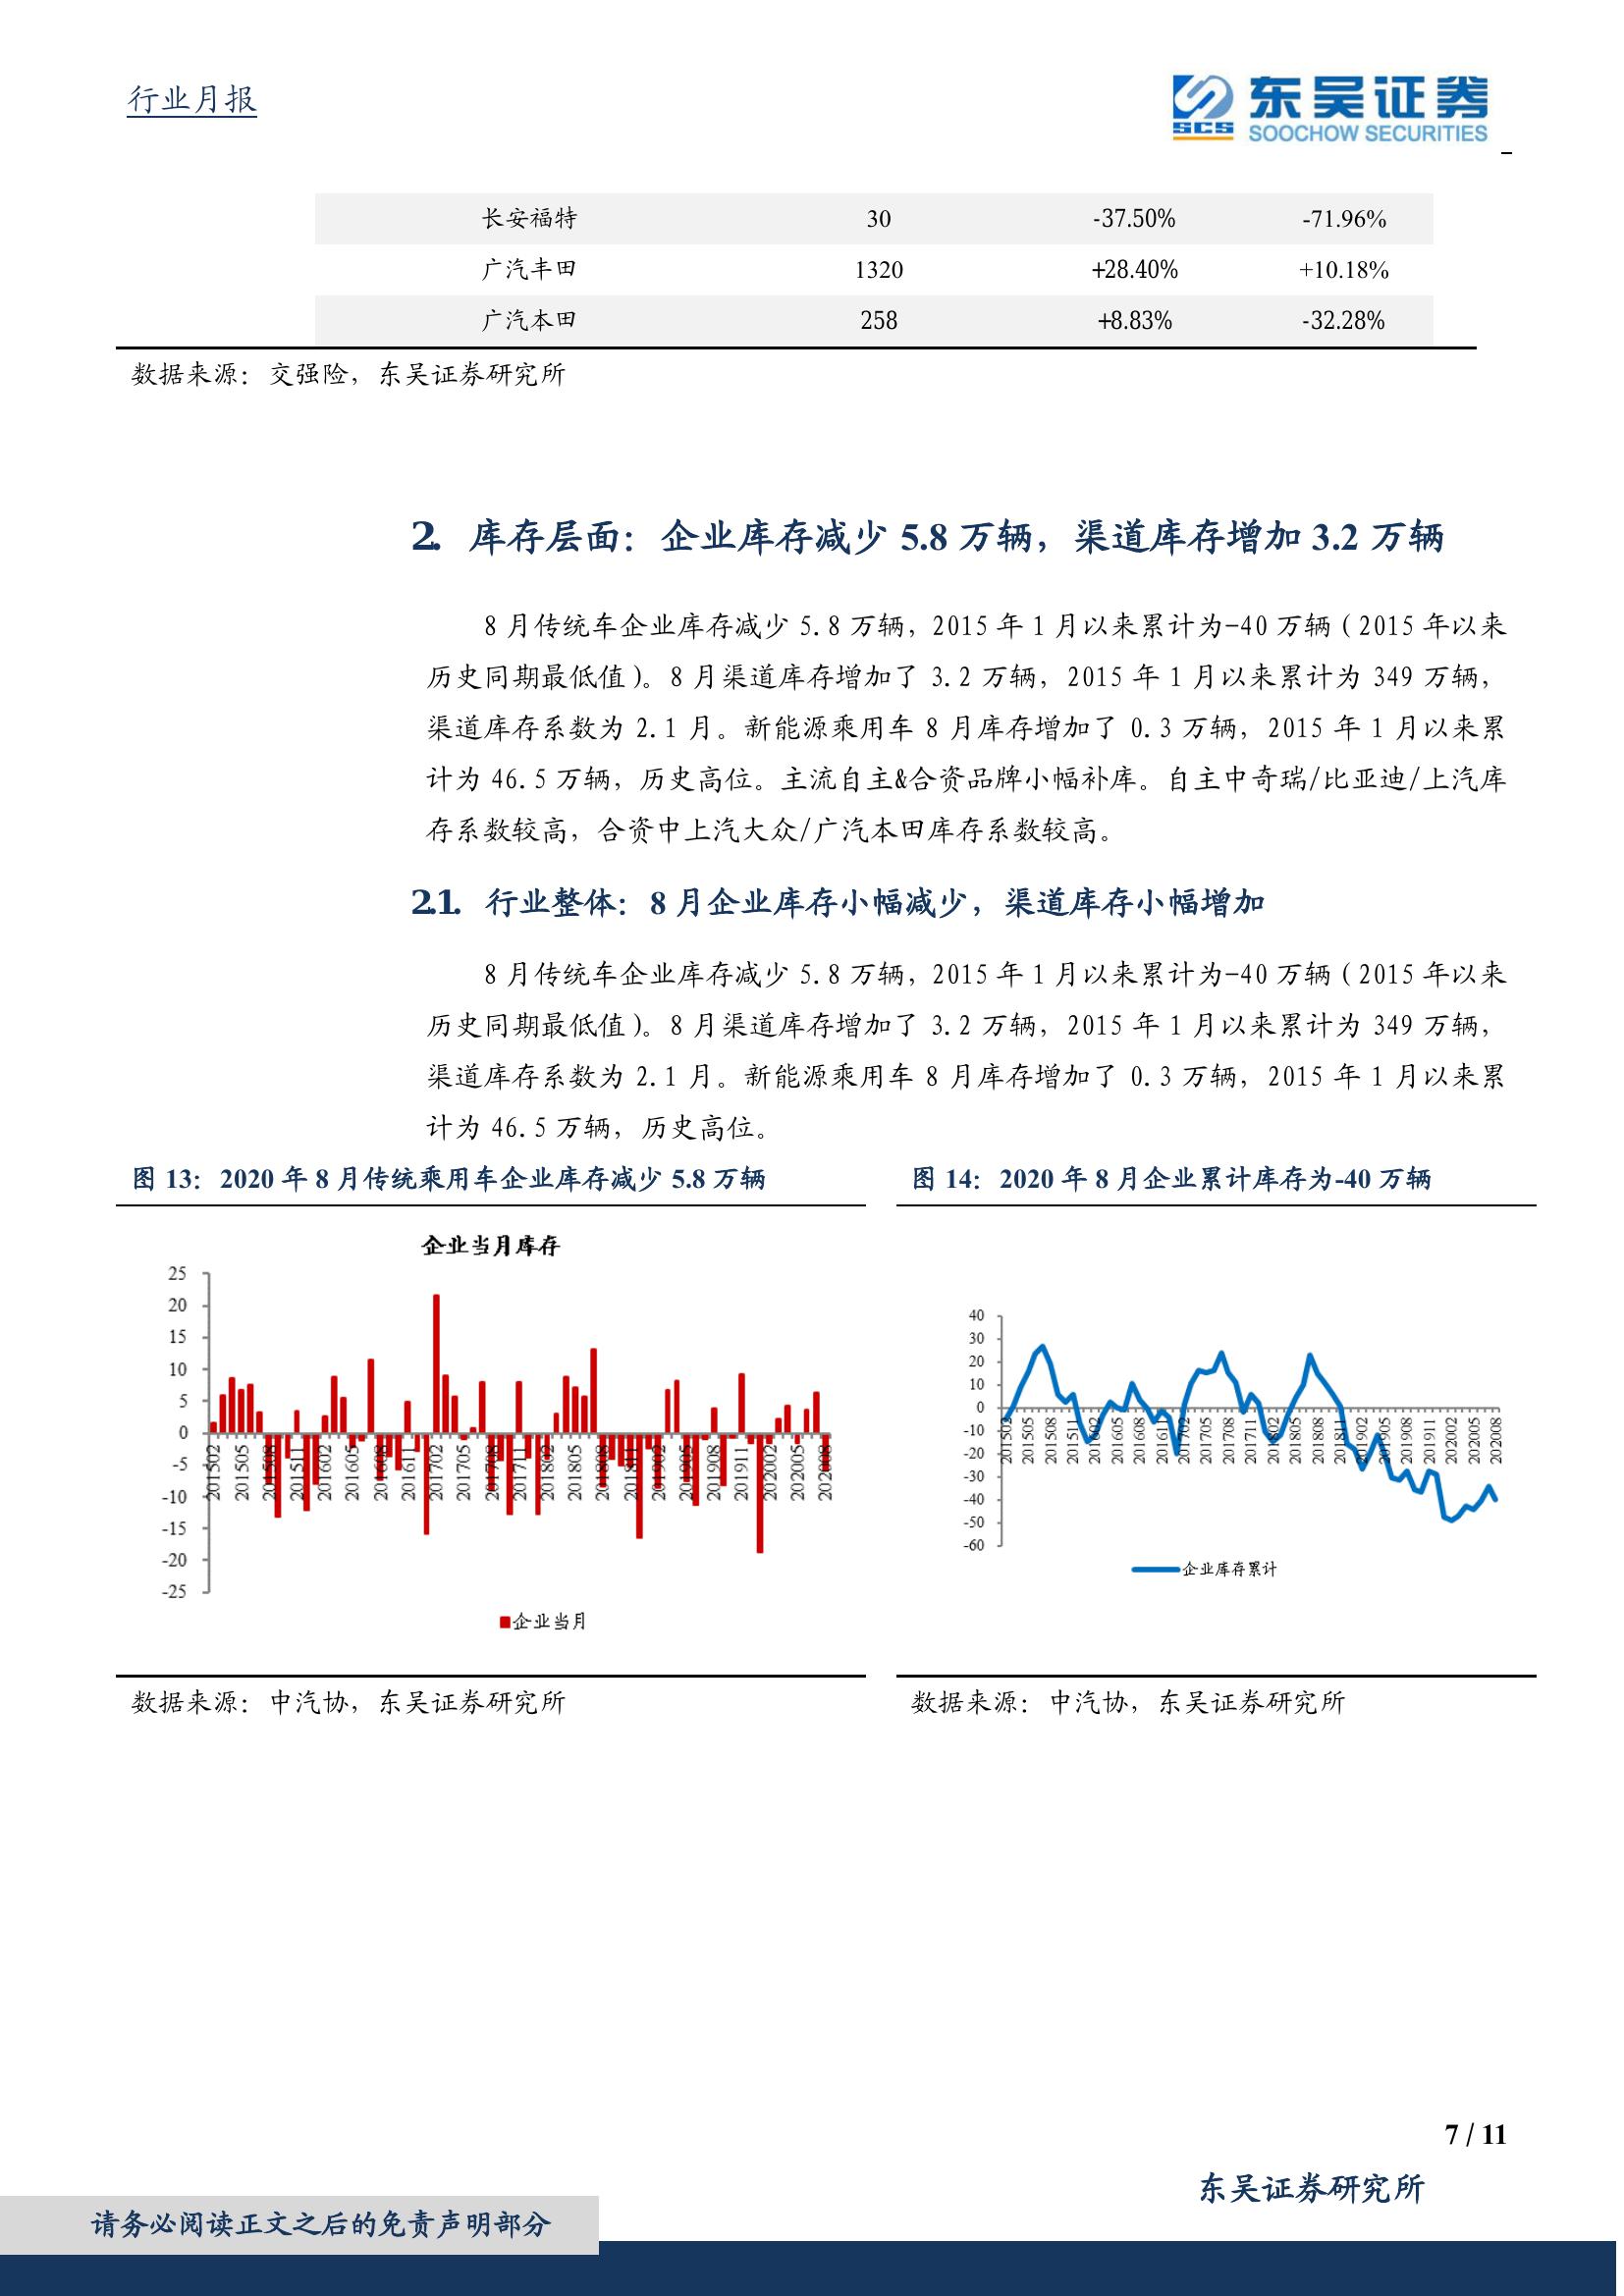 行业月报
东吴证券
SCS
SOOCHOW SECURITIES
长安福特 30 -37.50% -71.96%
广汽丰田 1320 +28.40% +10.18%
广汽本田 258 +8.83% -32.28%
数据来源：交强险，东吴证券研究所
2. 库存层面：企业库存减少 5.8 万辆，渠道库存增加 3.2 万辆
8 月传统车企业库存减少 5.8 万辆，2015 年 1 月以来累计为-40 万辆（2015 年以来
历史同期最低值）。8 月渠道库存增加了 3.2 万辆，2015 年 1 月以来累计为 349 万辆，
渠道库存系数为 2.1 月。新能源乘用车 8 月库存增加了 0.3 万辆，2015 年 1 月以来累
计为 46.5 万辆，历史高位。主流自主&合资品牌小幅补库。自主中奇瑞/比亚迪/上汽库
存系数较高，合资中上汽大众/广汽本田库存系数较高。
2.1. 行业整体：8 月企业库存小幅减少，渠道库存小幅增加
8 月传统车企业库存减少 5.8 万辆，2015 年 1 月以来累计为-40 万辆（2015 年以来
历史同期最低值）。8 月渠道库存增加了 3.2 万辆，2015 年 1 月以来累计为 349 万辆，
渠道库存系数为 2.1 月。新能源乘用车 8 月库存增加了 0.3 万辆，2015 年 1 月以来累
计为 46.5 万辆，历史高位。
图 13：2020 年 8 月传统乘用车企业库存减少 5.8 万辆
企业当月库存
25
20
15
10
5
0
-5
-10
-15
-20
-25
201502 201505 201508 201511 201602 201605 201608 201611 201702 201705 201708 201711 201802 201805 201808 201811 201902 201905 201908 201911 202002 202005 202008
企业当月
数据来源：中汽协，东吴证券研究所
图 14：2020 年 8 月企业累计库存为-40 万辆
40
30
20
10
0
-10
-20
-30
-40
-50
-60
201502 201505 201508 201511 201602 201605 201608 201611 201702 201705 201708 201711 201802 201805 201808 201811 201902 201905 201908 201911 202002 202005 202008
企业库存累计
数据来源：中汽协，东吴证券研究所
7 / 11
东吴证券研究所
请务必阅读正文之后的免责声明部分